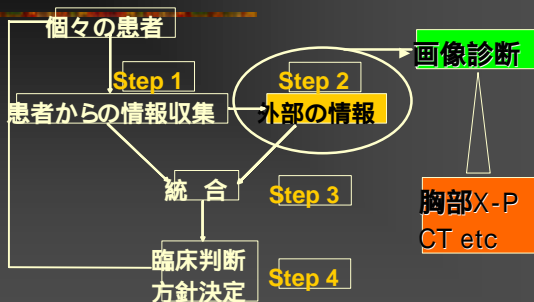 個々の患者
画像診断
Step 1
Step 2
患者からの情報収集
外部の情報
統 合
Step 3
胸部X-P
CT etc
臨床判断
方針決定
Step 4